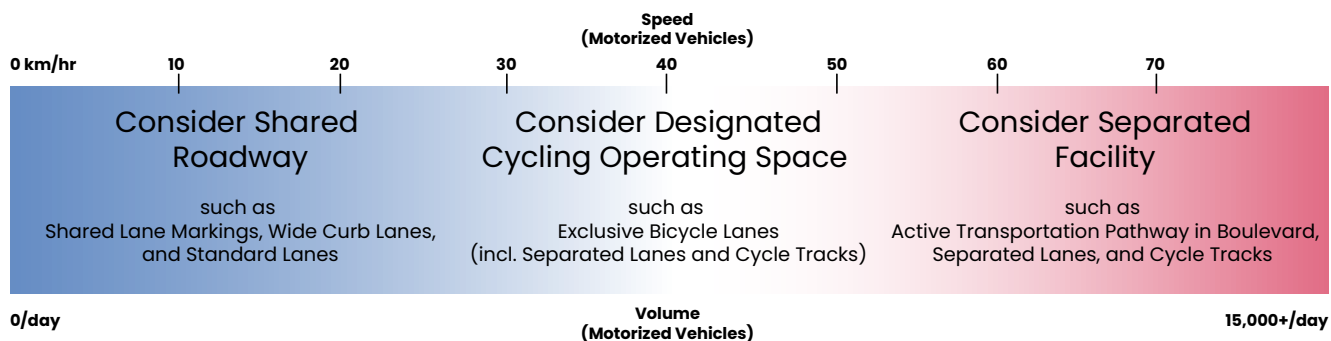 Speed
(Motorized Vehicles)
0 km/hr 10 20 30 40 50 60 70
Consider Shared
Roadway
such as
Shared Lane Markings, Wide Curb Lanes,
and Standard Lanes
Consider Designated
Cycling Operating Space
such as
Exclusive Bicycle Lanes
(incl. Separated Lanes and Cycle Tracks)
Consider Separated
Facility
such as
Active Transportation Pathway in Boulevard,
Separated Lanes, and Cycle Tracks
0/day
Volume
(Motorized Vehicles)
15,000+/day